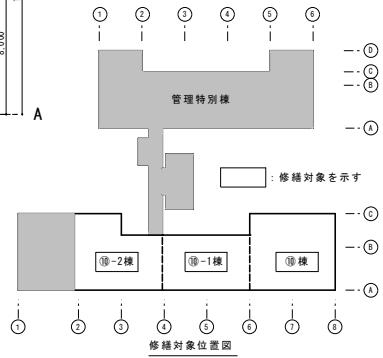 ① ② ③ ④ ⑤ ⑥
8,000
Ⓓ
Ⓒ
Ⓑ
管理特別棟
A
Ⓐ
：修繕対象を示す
Ⓒ
Ⓑ
⑩-2棟 ⑩-1棟 ⑩棟
Ⓐ
① ② ③ ④ ⑤ ⑥ ⑦ ⑧
修繕対象位置図